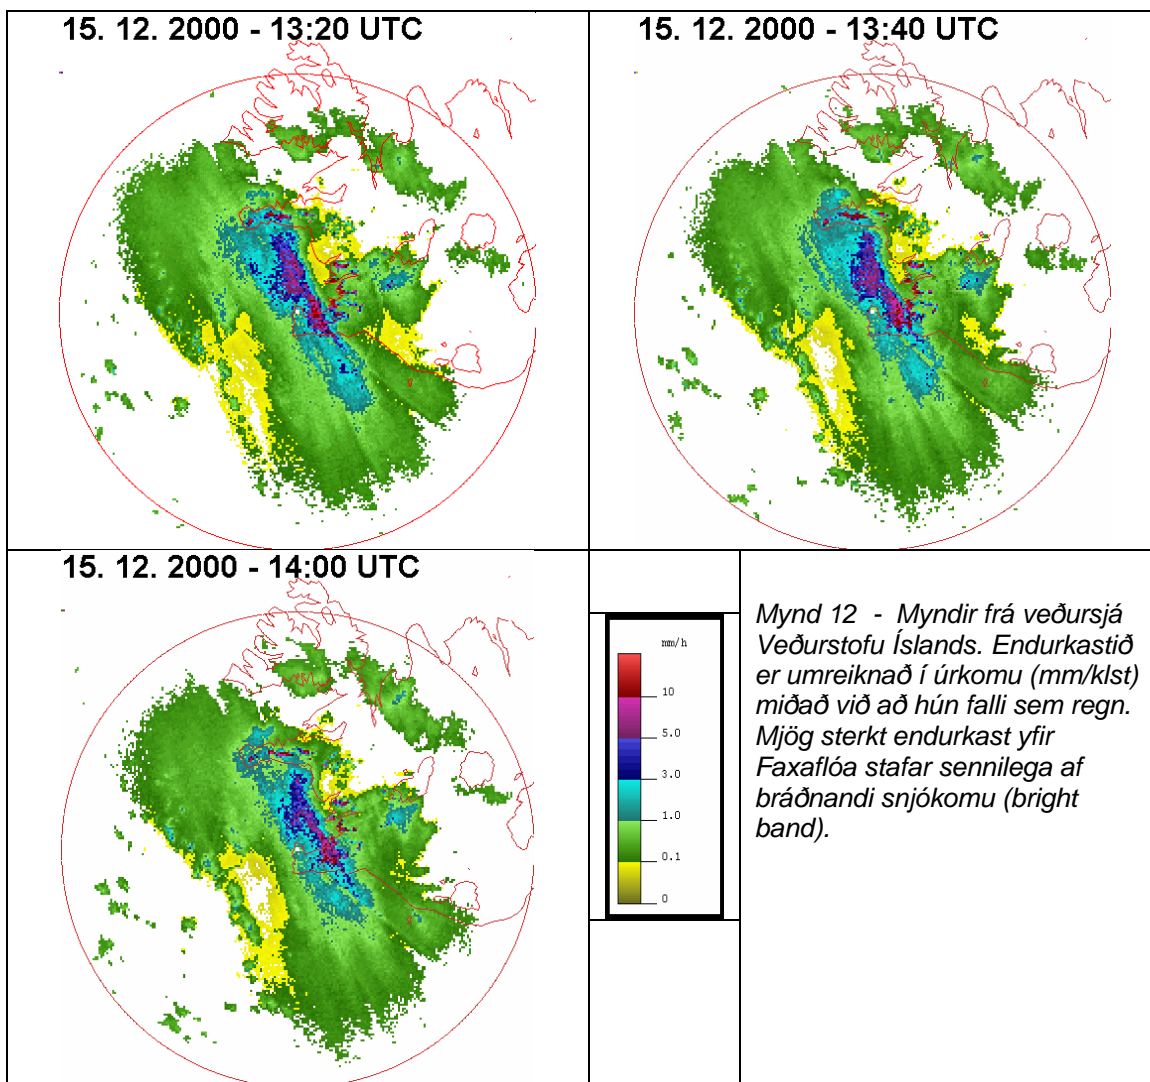 15. 12. 2000 - 13:20 UTC
15. 12. 2000 - 13:40 UTC
15. 12. 2000 - 14:00 UTC
mm/h
10
5.0
3.0
1.0
0.1
0
Mynd 12 - Myndir frá veðursjá
Veðurstofu Íslands. Endurkastið
er umreiknað í úrkomu (mm/klst)
miðað við að hún falli sem regn.
Mjög sterkt endurkast yfir
Faxaflóa stafar sennilega af
bráðnandi snjókomu (bright
band).